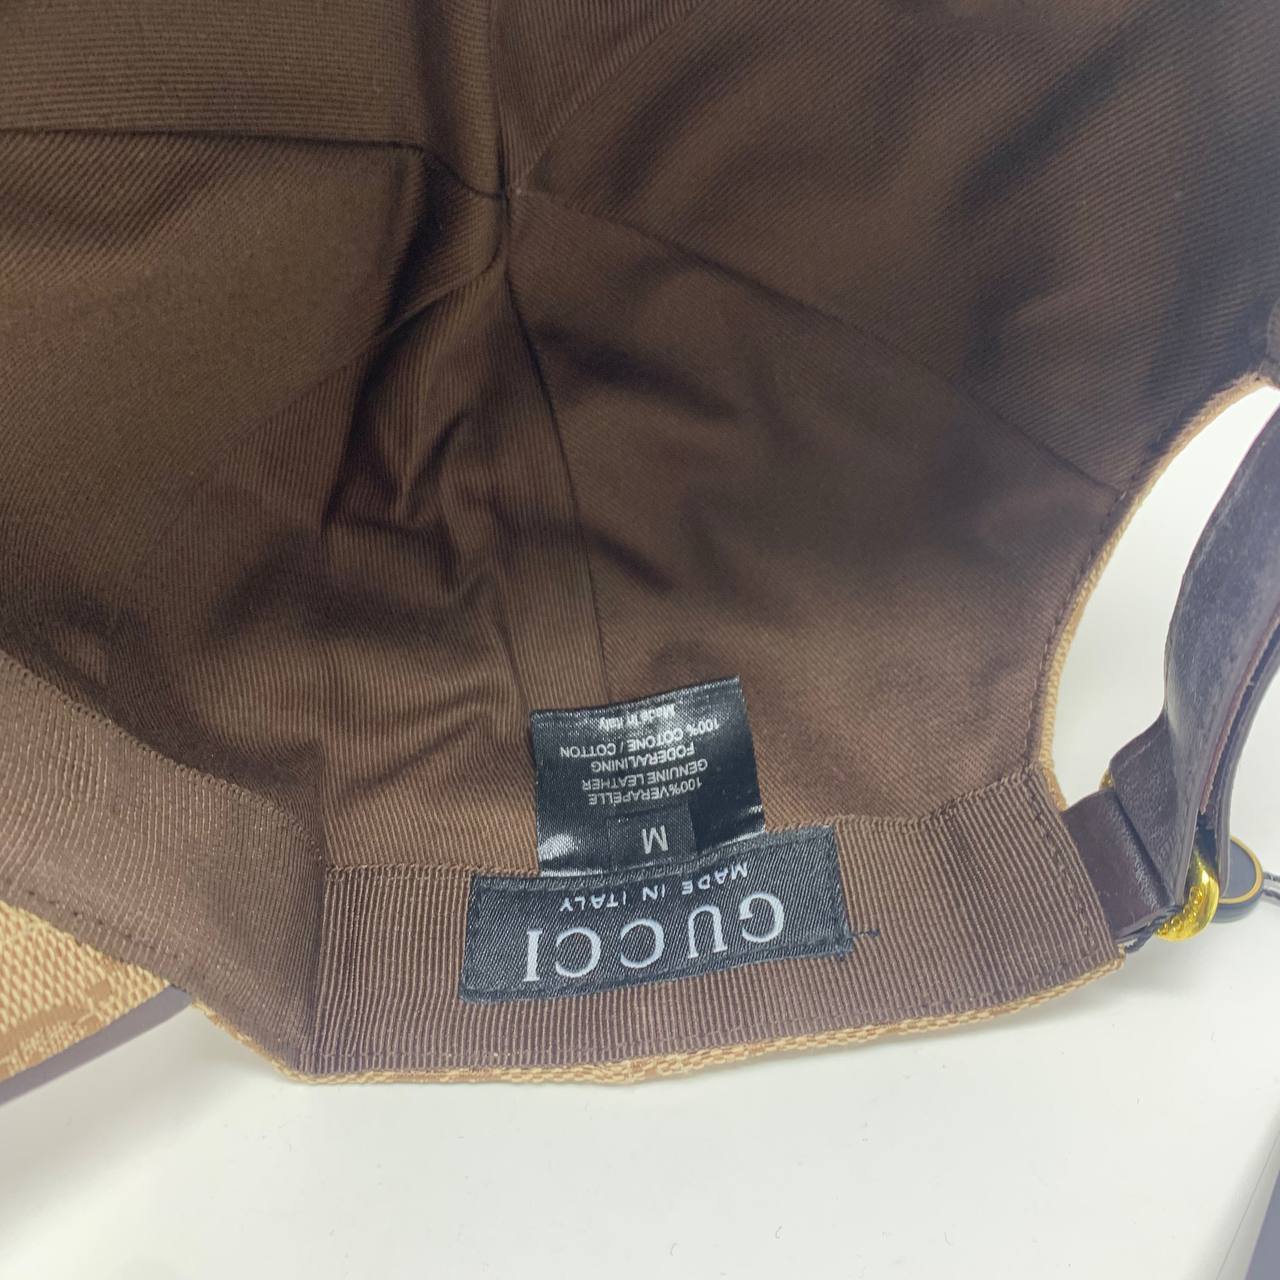 GUCCI
MADE IN ITALY
M
100%VERAPELLE
GENUINE LEATHER
FODERA/LINING
100% COTONE / COTTON
Made in Italy